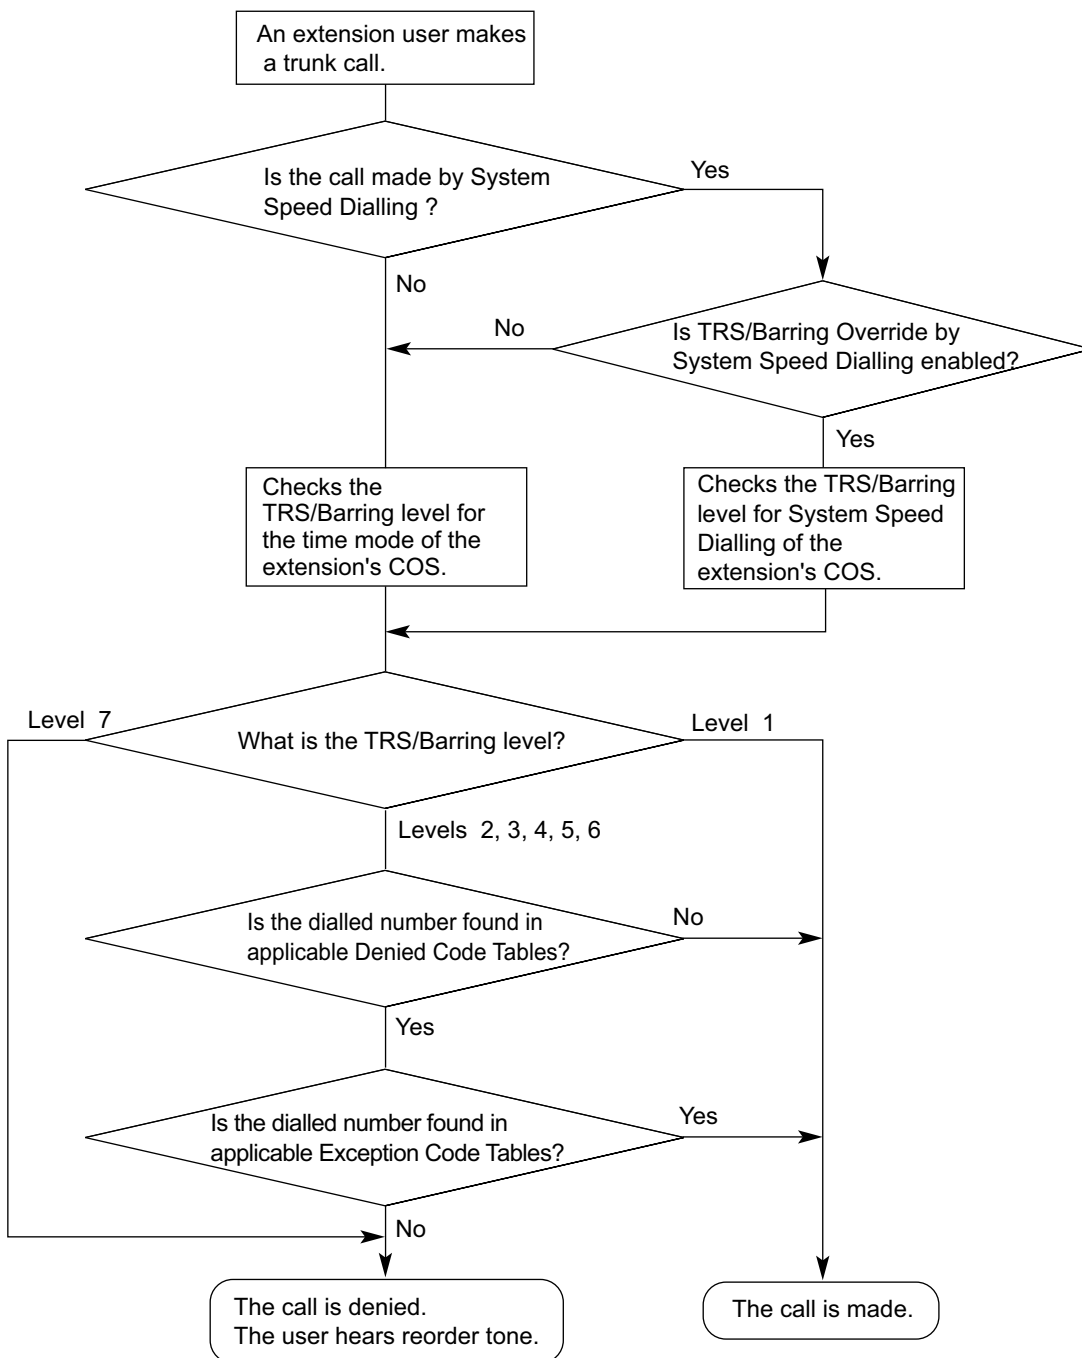 An extension user makes
a trunk call.
Is the call made by System
Speed Dialling ?
Yes
No
No
Is TRS/Barring Override by
System Speed Dialling enabled?
Yes
Checks the
TRS/Barring level for
the time mode of the
extension's COS.
Checks the TRS/Barring
level for System Speed
Dialling of the
extension's COS.
Level 7
What is the TRS/Barring level?
Level 1
Levels 2, 3, 4, 5, 6
Is the dialled number found in
applicable Denied Code Tables?
No
Yes
Is the dialled number found in
applicable Exception Code Tables?
Yes
No
The call is denied.
The user hears reorder tone.
The call is made.